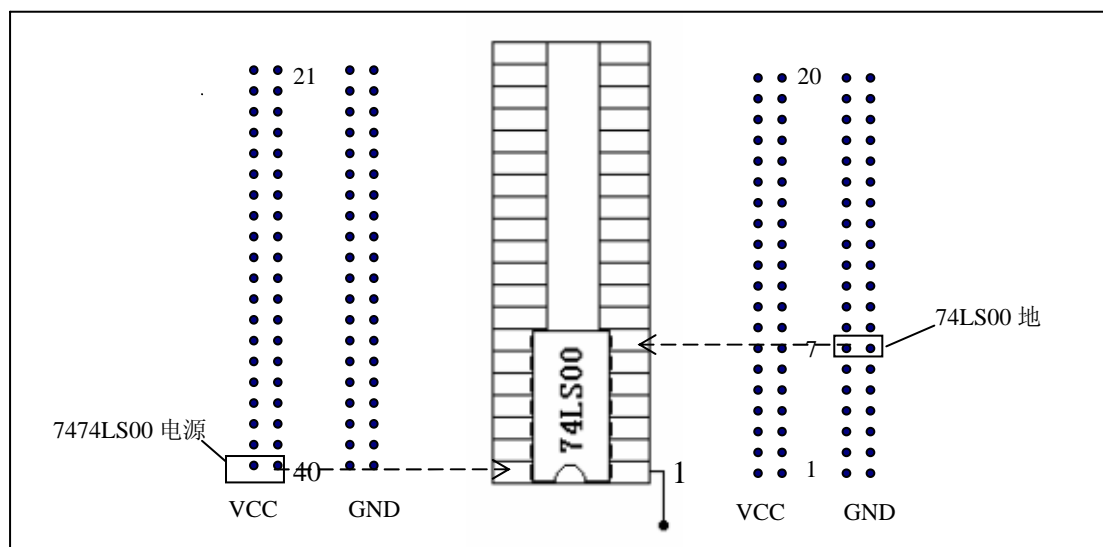 21
20
74LS00 地
7
74LS00
7474LS00 电源
40
1
1
VCC
GND
VCC
GND